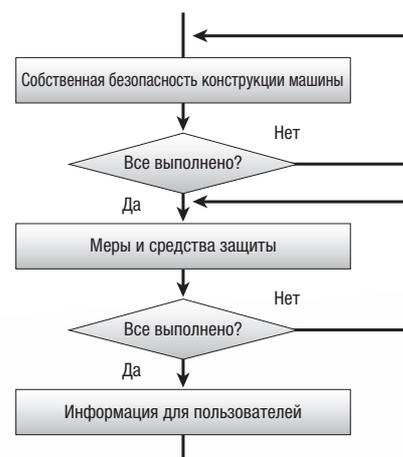 Собственная безопасность конструкции машины
Нет
Все выполнено?
Да
Меры и средства защиты
Нет
Все выполнено?
Да
Информация для пользователей